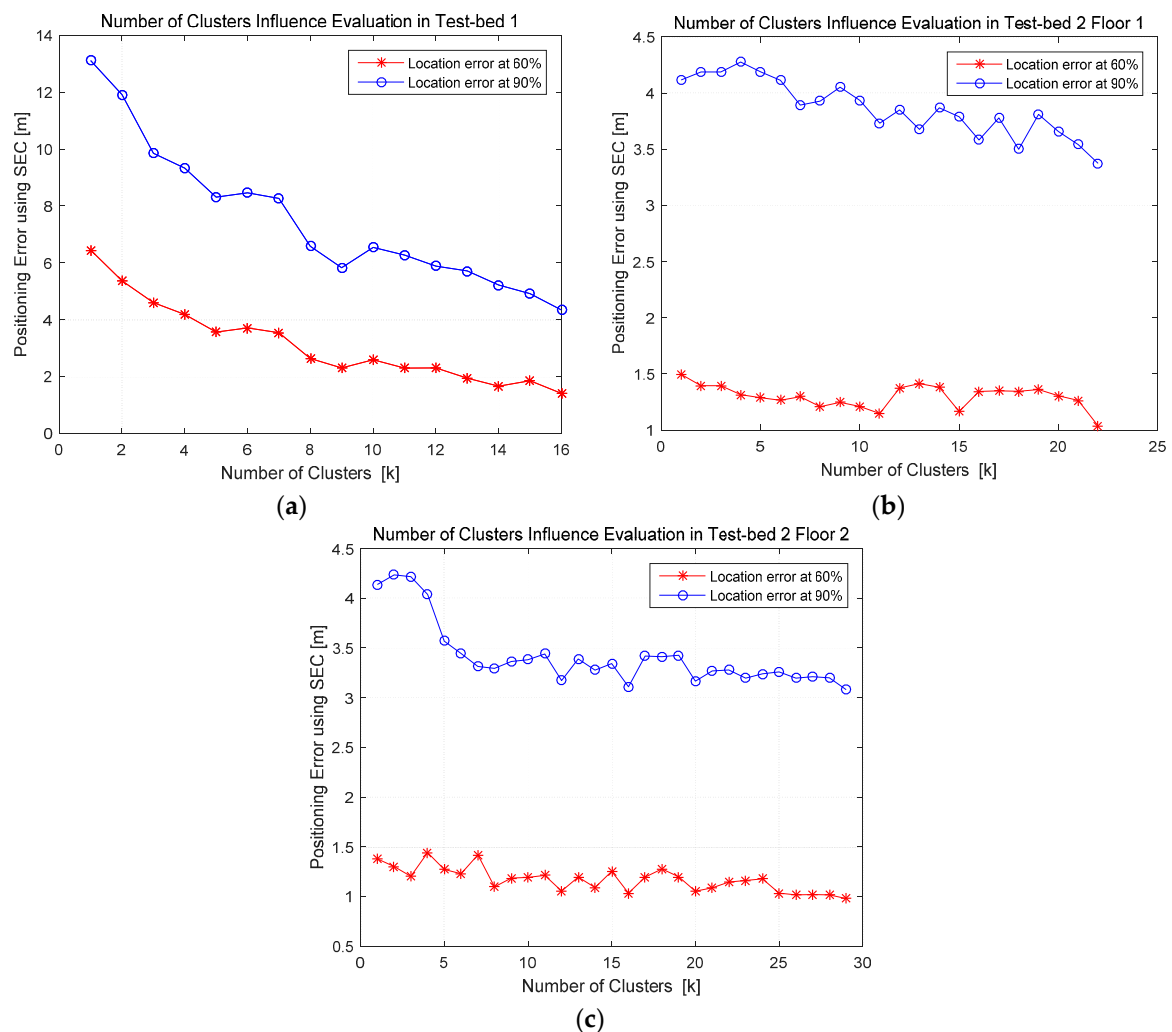 Number of Clusters Influence Evaluation in Test-bed 1
14
12
10
8
6
4
2
0
Positioning Error using SEC [m]
Location error at 60%
Location error at 90%
0 2 4 6 8 10 12 14 16
Number of Clusters [k]
(a)
Number of Clusters Influence Evaluation in Test-bed 2 Floor 1
4.5
4
3.5
3
2.5
2
1.5
1
Positioning Error using SEC [m]
Location error at 60%
Location error at 90%
0 5 10 15 20 25
Number of Clusters [k]
(b)
Number of Clusters Influence Evaluation in Test-bed 2 Floor 2
4.5
4
3.5
3
2.5
2
1.5
1
0.5
Positioning Error using SEC [m]
Location error at 60%
Location error at 90%
0 5 10 15 20 25 30
Number of Clusters [k]
(c)